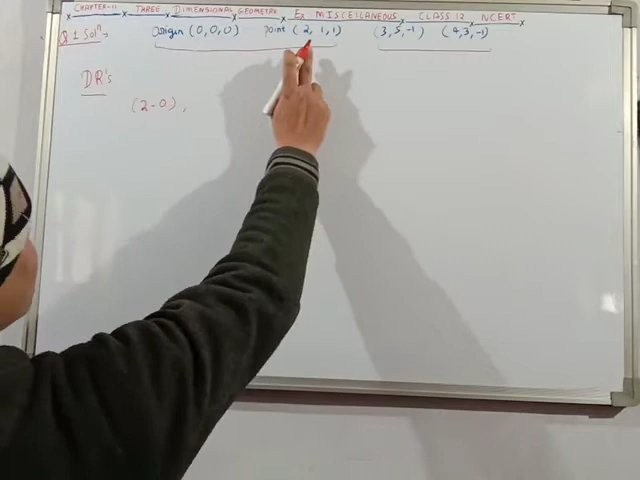 CHAPTER-11 THREE DIMENSIONAL GEOMETRY Ex MISCELLANEOUS CLASS 12 NCERT
Q 1 Solⁿ Origin (0,0,0) Point (2,1,1) (3,5,-1) (4,3,-1)
DR's
(2-0),